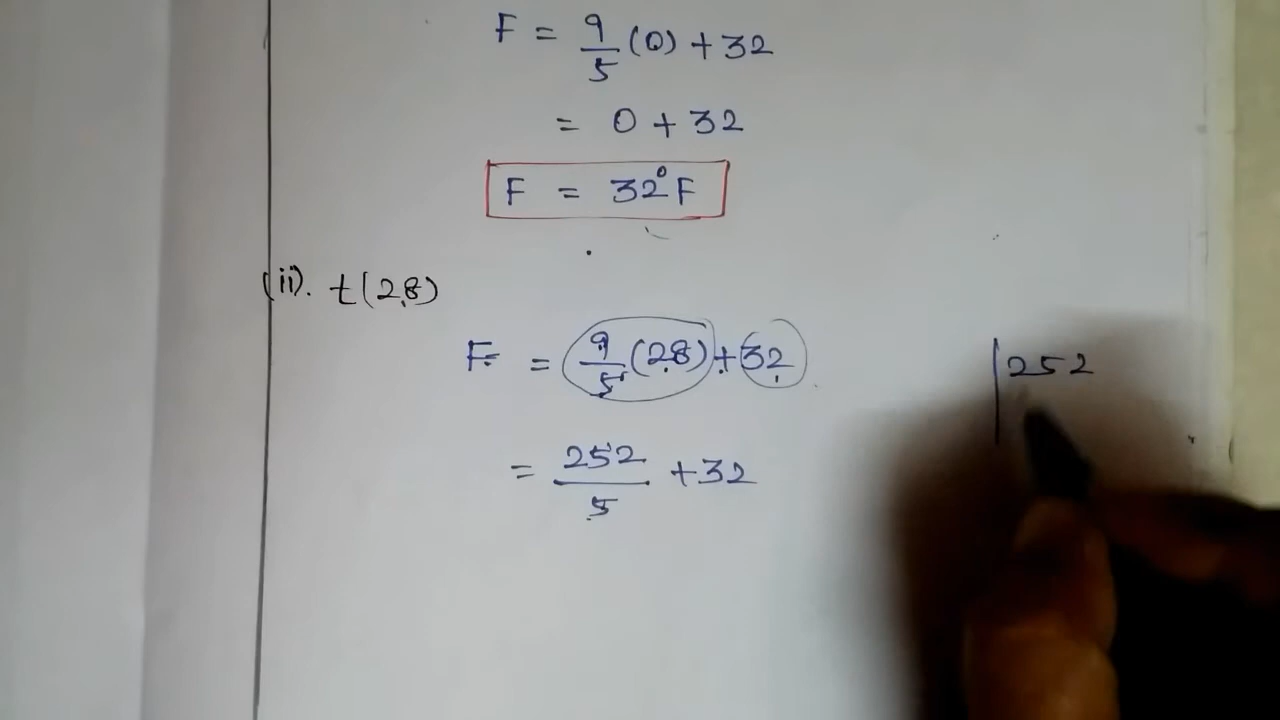 F = 9/5 (0) + 32
= 0 + 32
F = 32°F
(ii). t(28)
F = 9/5 (28) + 32
= 252/5 + 32
252